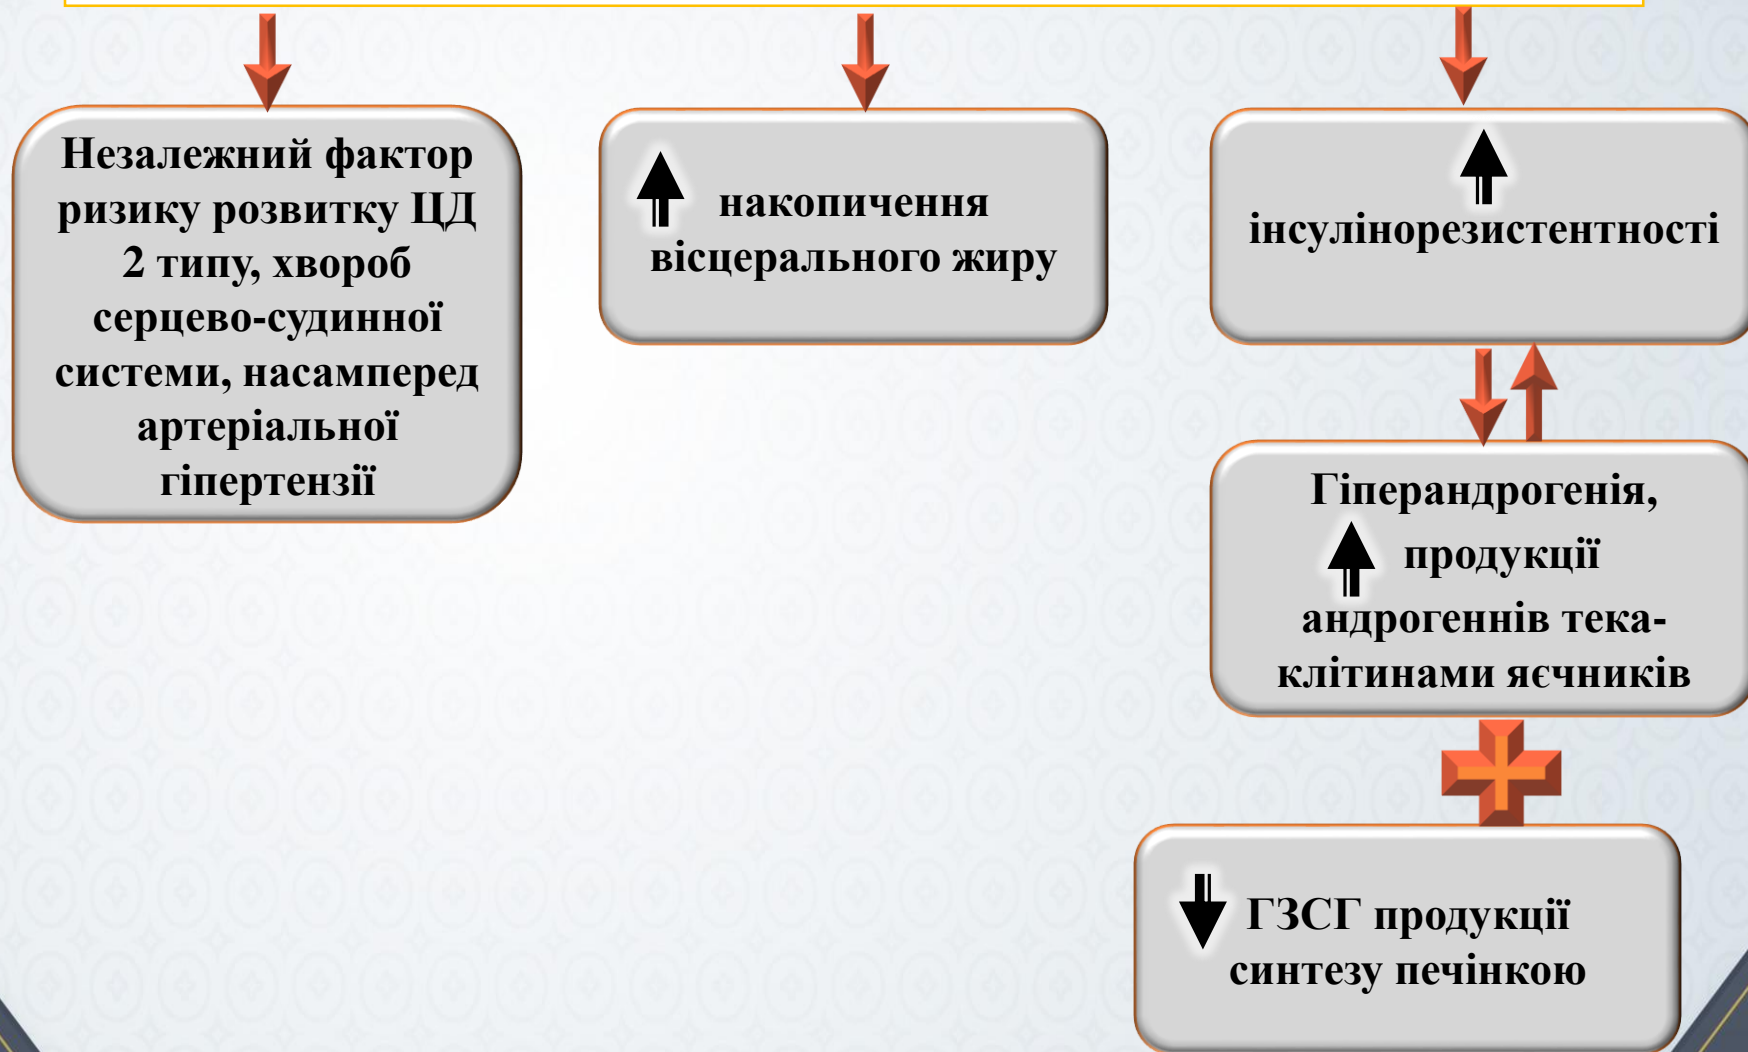 Незалежний фактор
ризику розвитку ЦД
2 типу, хвороб
серцево-судинної
системи, насамперед
артеріальної
гіпертензії
накопичення
вісцерального жиру
інсулінорезистентності
Гіперандрогенія,
продукції
андрогеннів тека-
клітинами яєчників
ГЗСГ продукції
синтезу печінкою